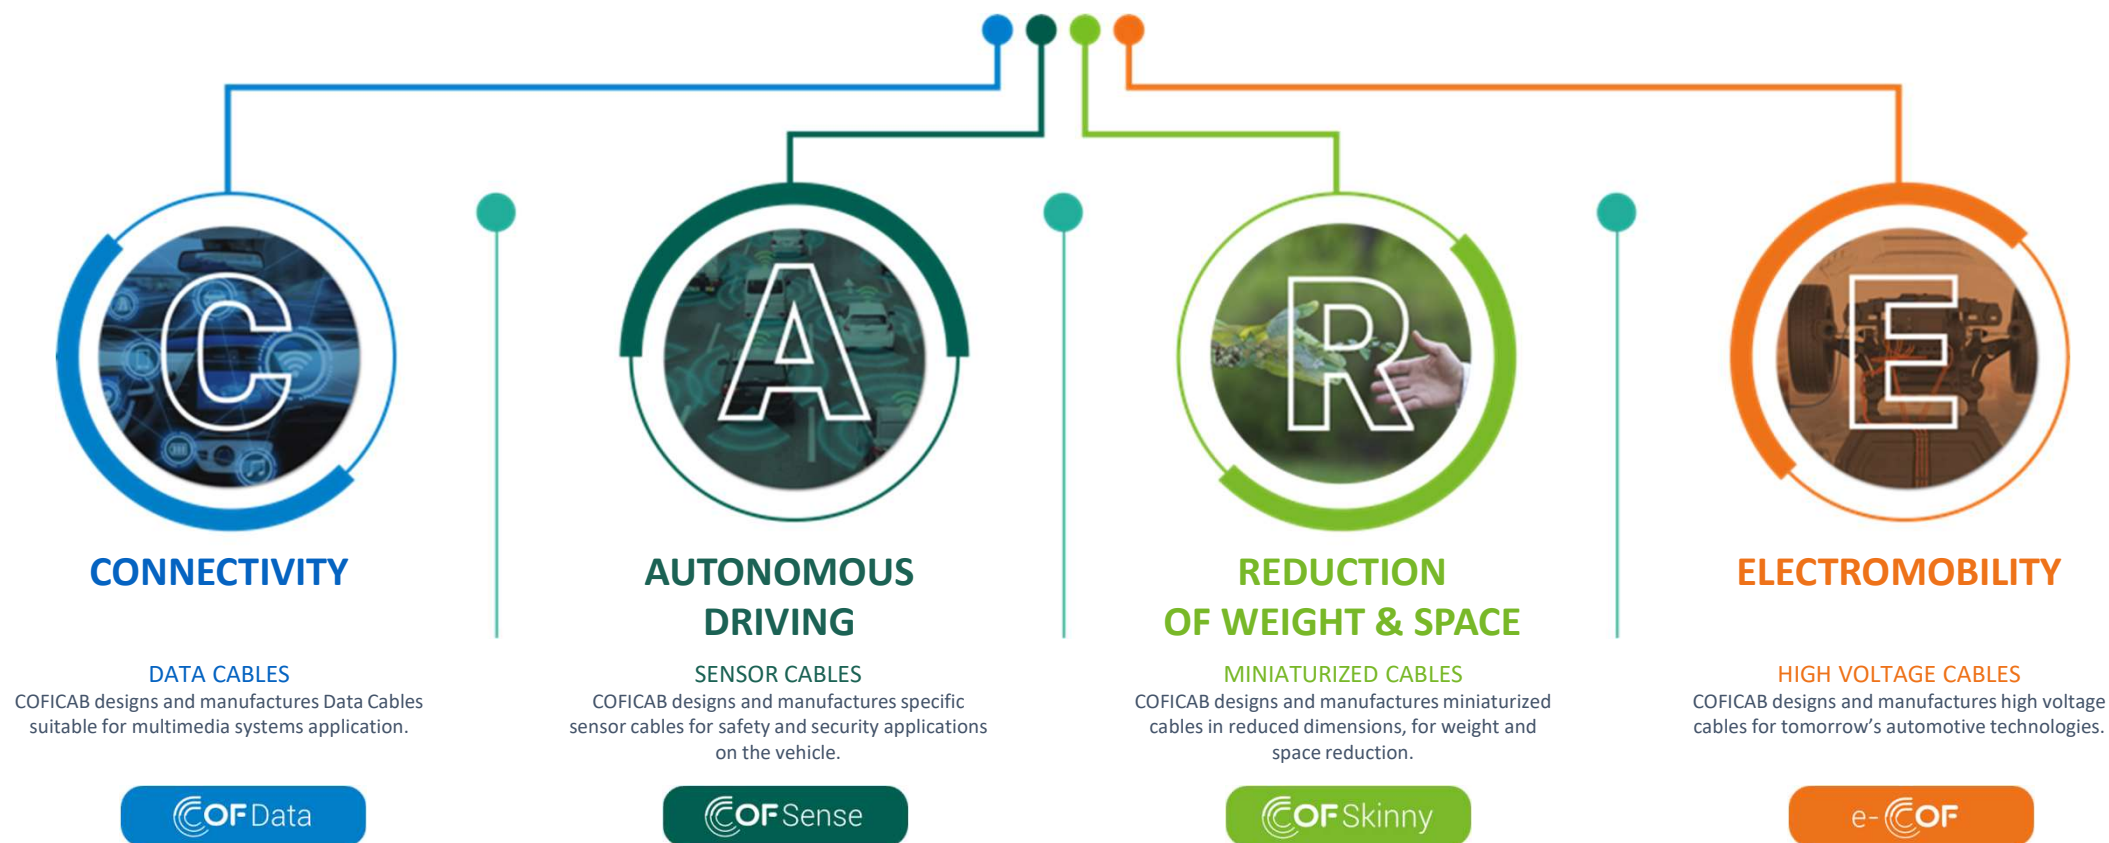 C
A
R
E
CONNECTIVITY
DATA CABLES
COFICAB designs and manufactures Data Cables
suitable for multimedia systems application.
COF Data
AUTONOMOUS
DRIVING
SENSOR CABLES
COFICAB designs and manufactures specific
sensor cables for safety and security applications
on the vehicle.
COF Sense
REDUCTION
OF WEIGHT & SPACE
MINIATURIZED CABLES
COFICAB designs and manufactures miniaturized
cables in reduced dimensions, for weight and
space reduction.
COF Skinny
ELECTROMOBILITY
HIGH VOLTAGE CABLES
COFICAB designs and manufactures high voltage
cables for tomorrow’s automotive technologies.
e-COF